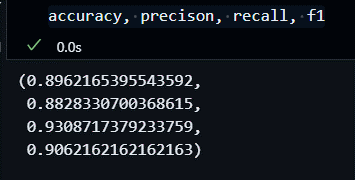 accuracy, precison, recall, f1
0.0s
(0.8962165395543592,
0.8828330700368615,
0.9308717379233759,
0.9062162162162163)